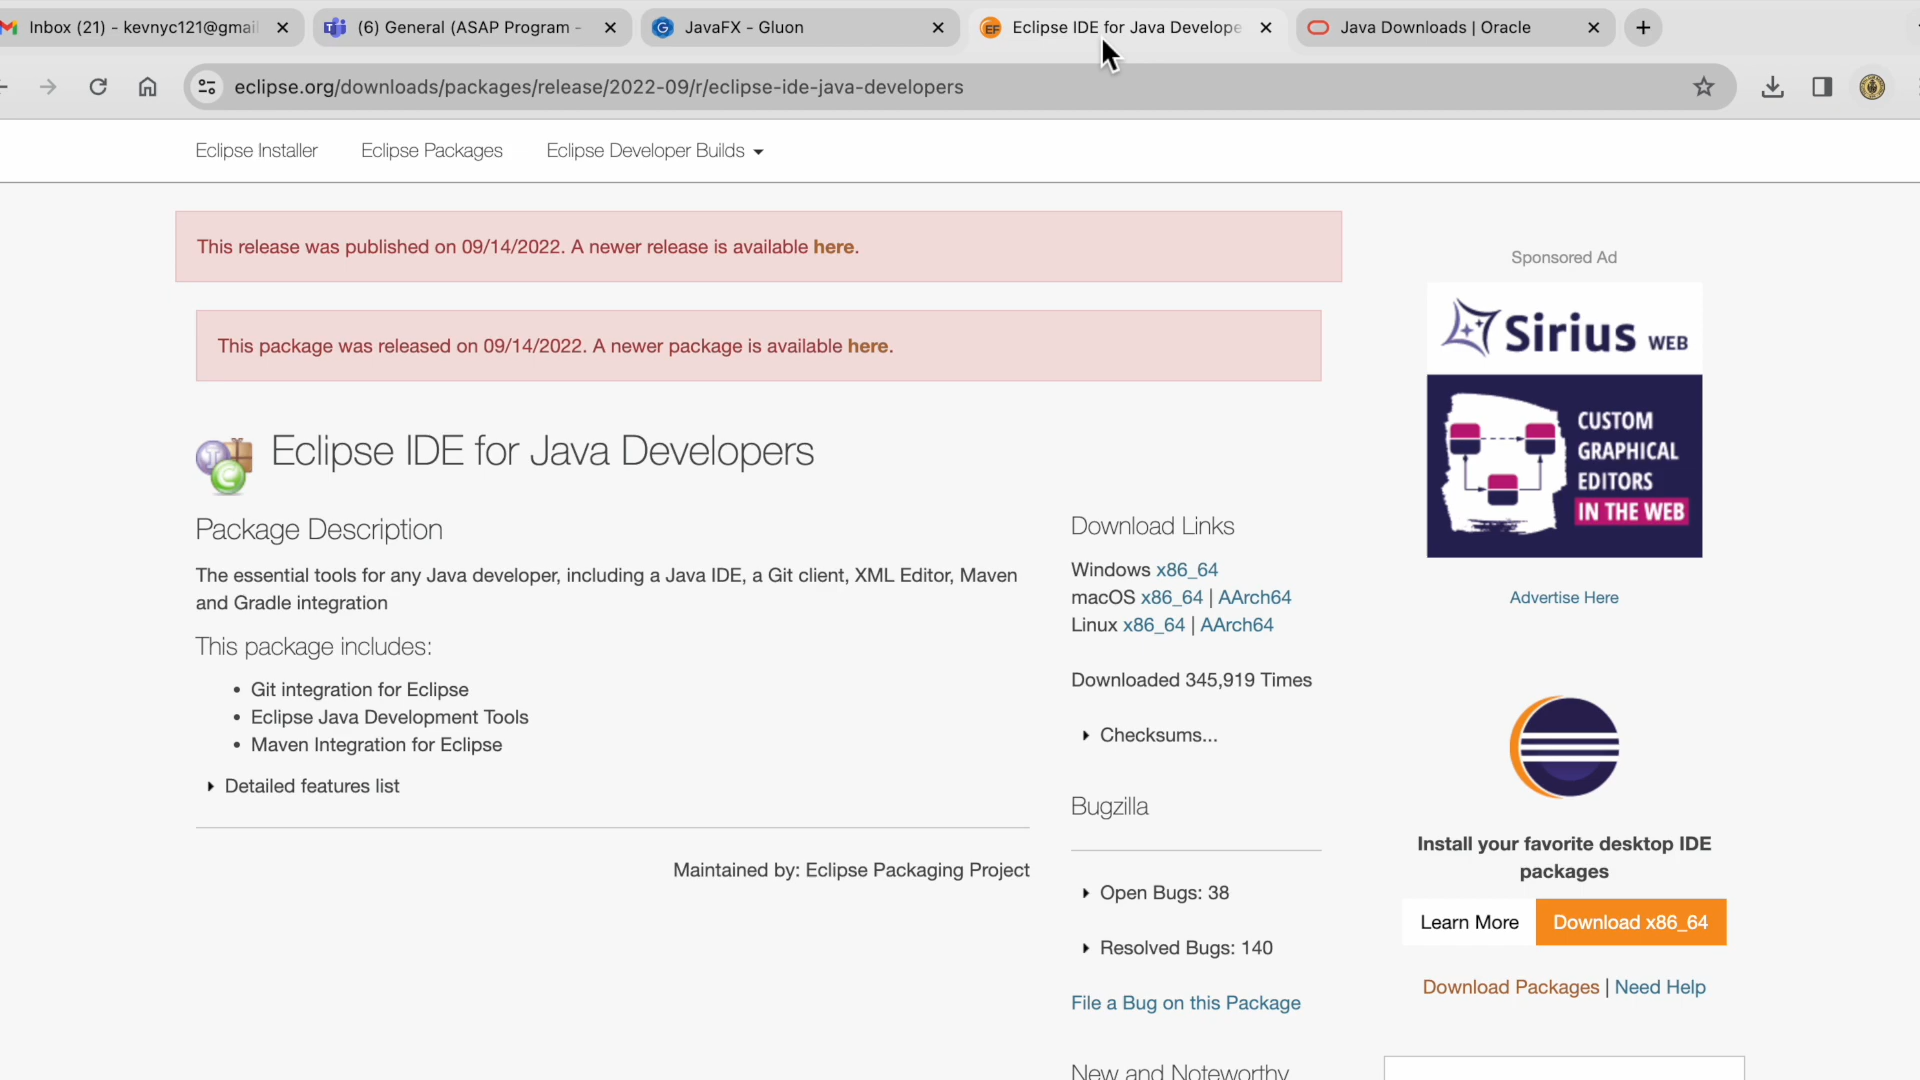 Inbox (21) - kevnyc121@gmai
(6) General (ASAP Program -
JavaFX - Gluon
Eclipse IDE for Java Develope
Java Downloads | Oracle
eclipse.org/downloads/packages/release/2022-09/r/eclipse-ide-java-developers
Eclipse Installer
Eclipse Packages
Eclipse Developer Builds
This release was published on 09/14/2022. A newer release is available here.
This package was released on 09/14/2022. A newer package is available here.
Eclipse IDE for Java Developers
Package Description
The essential tools for any Java developer, including a Java IDE, a Git client, XML Editor, Maven
and Gradle integration
This package includes:
• Git integration for Eclipse
• Eclipse Java Development Tools
• Maven Integration for Eclipse
Detailed features list
Maintained by: Eclipse Packaging Project
Download Links
Windows x86_64
macOS x86_64 | AArch64
Linux x86_64 | AArch64
Downloaded 345,919 Times
Checksums...
Bugzilla
Open Bugs: 38
Resolved Bugs: 140
File a Bug on this Package
New and Noteworthy
Sponsored Ad
Sirius WEB
CUSTOM
GRAPHICAL
EDITORS
IN THE WEB
Advertise Here
Install your favorite desktop IDE
packages
Learn More
Download x86_64
Download Packages | Need Help